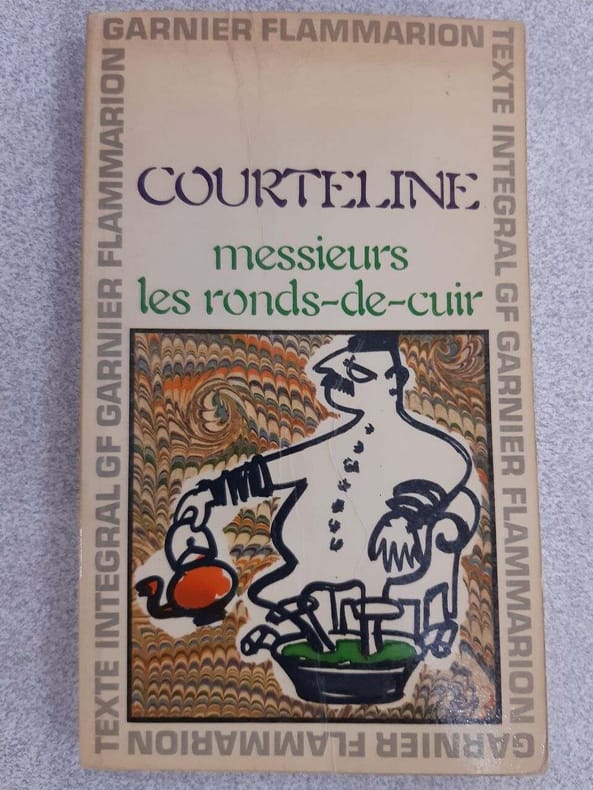 GARNIER FLAMMARION
TEXTE INTEGRAL GF GARNIER FLAMMARION
COURTELINE
messieurs
les ronds-de-cuir
TEXTE INTEGRAL GF GARNIER FLAMMARION
GARNIER FLAMMARION